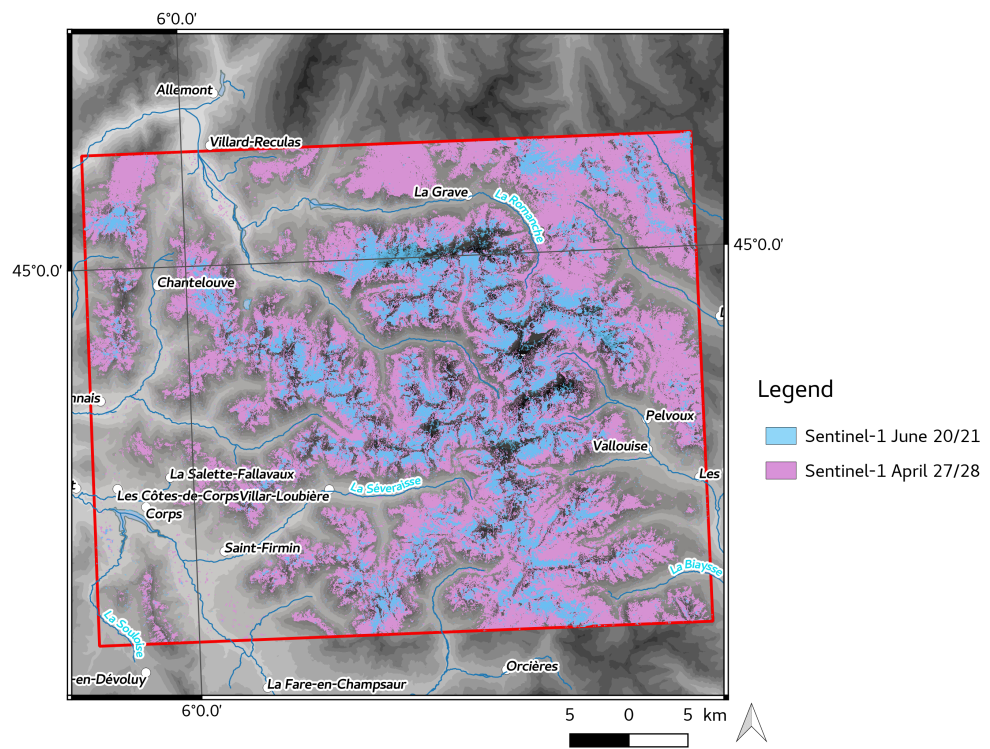 6°0.0'
Allemont
Villard-Reculas
La Grave
La Romanche
45°0.0'
45°0.0'
Chantelouve
nnais
Pelvoux
Vallouise
La Salette-Fallavaux
Les
La Séveraisse
Les Côtes-de-Corps
Villar-Loubière
Corps
Saint-Firmin
La Biaysse
La Souloise
Orcières
-en-Dévoluy
La Fare-en-Champsaur
6°0.0'
5 0 5 km
Legend
Sentinel-1 June 20/21
Sentinel-1 April 27/28